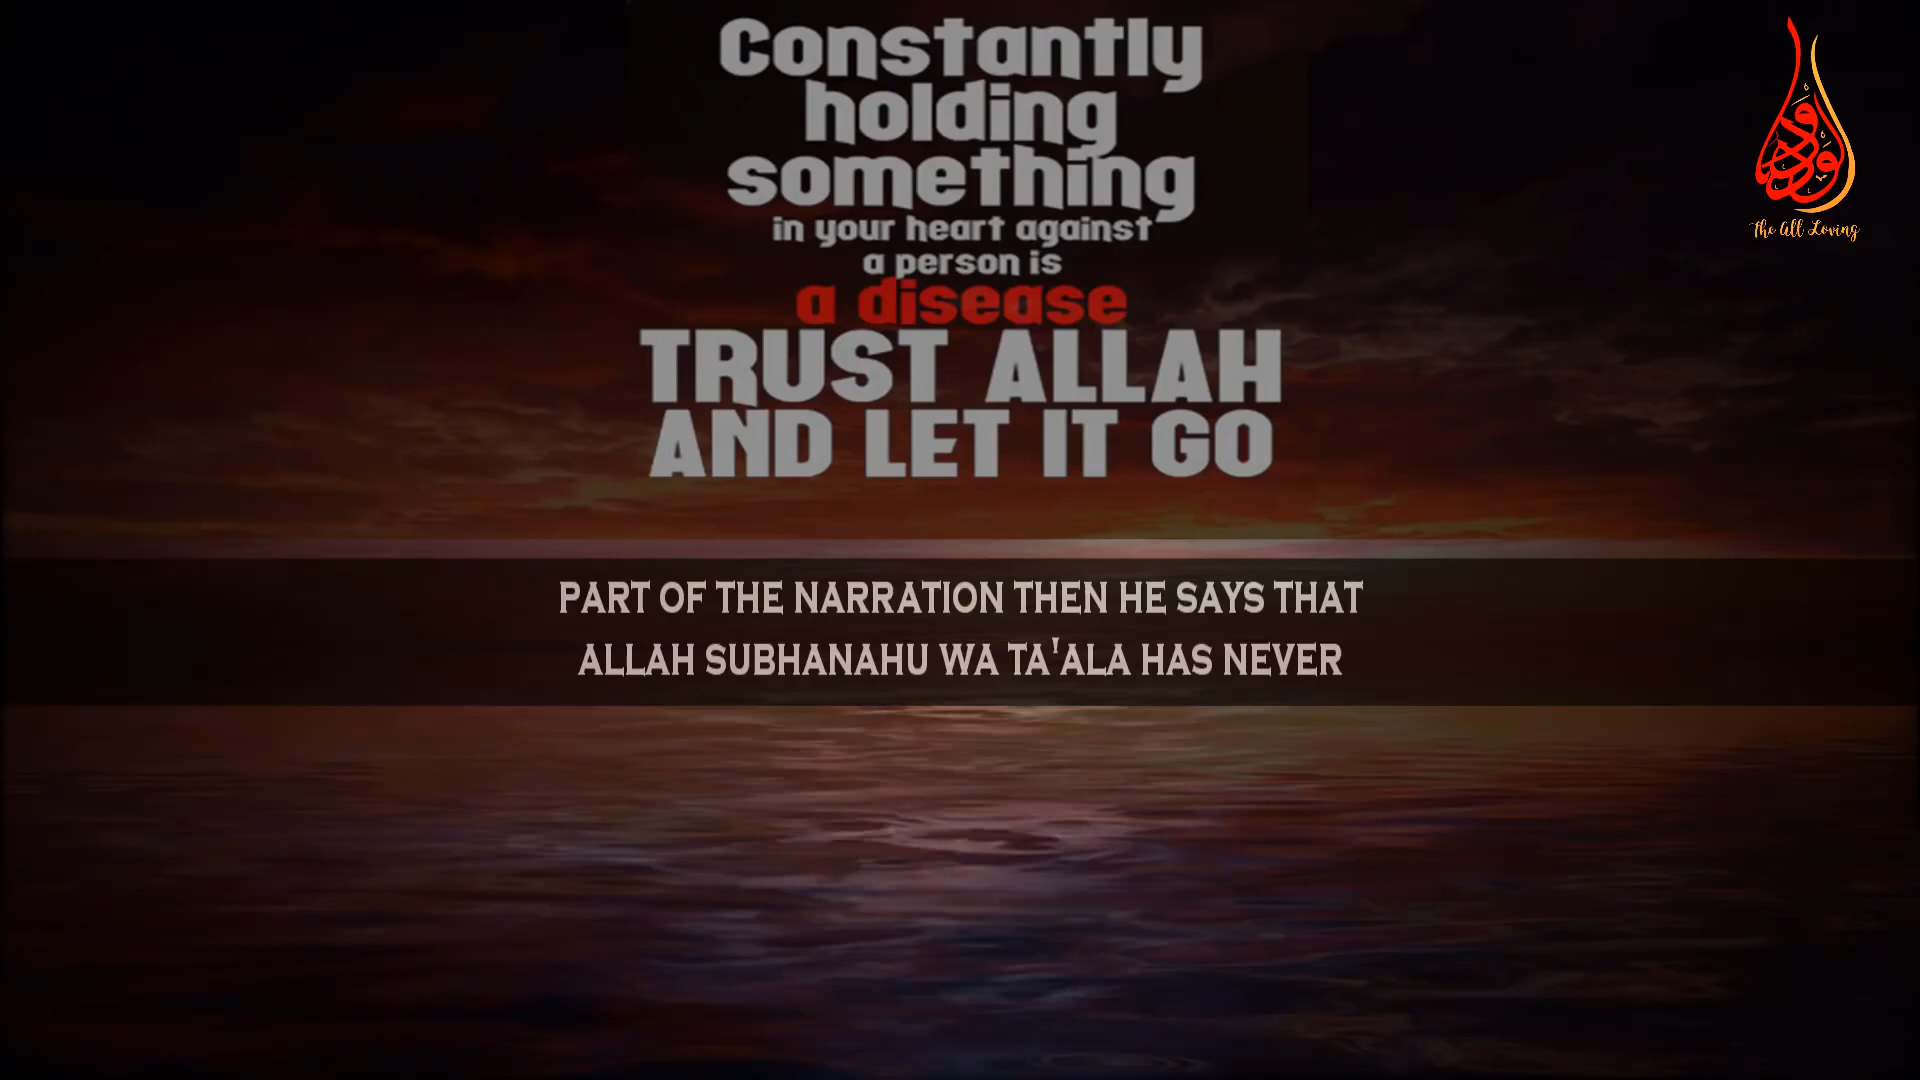 Constantly
holding
something
in your heart against
a person is
a disease
TRUST ALLAH
AND LET IT GO
The All Loving
PART OF THE NARRATION THEN HE SAYS THAT
ALLAH SUBHANAHU WA TA'ALA HAS NEVER